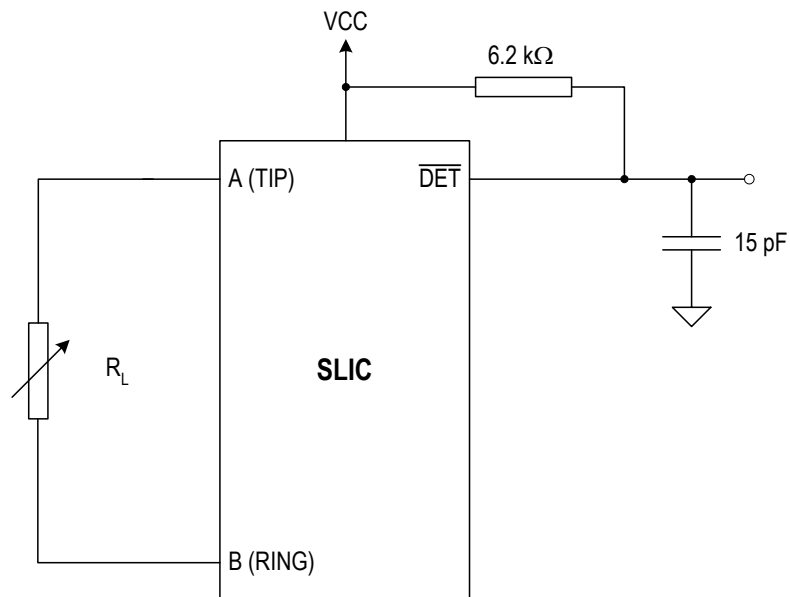 VCC
6.2 kΩ
A (TIP)
DET
15 pF
R_L
SLIC
B (RING)